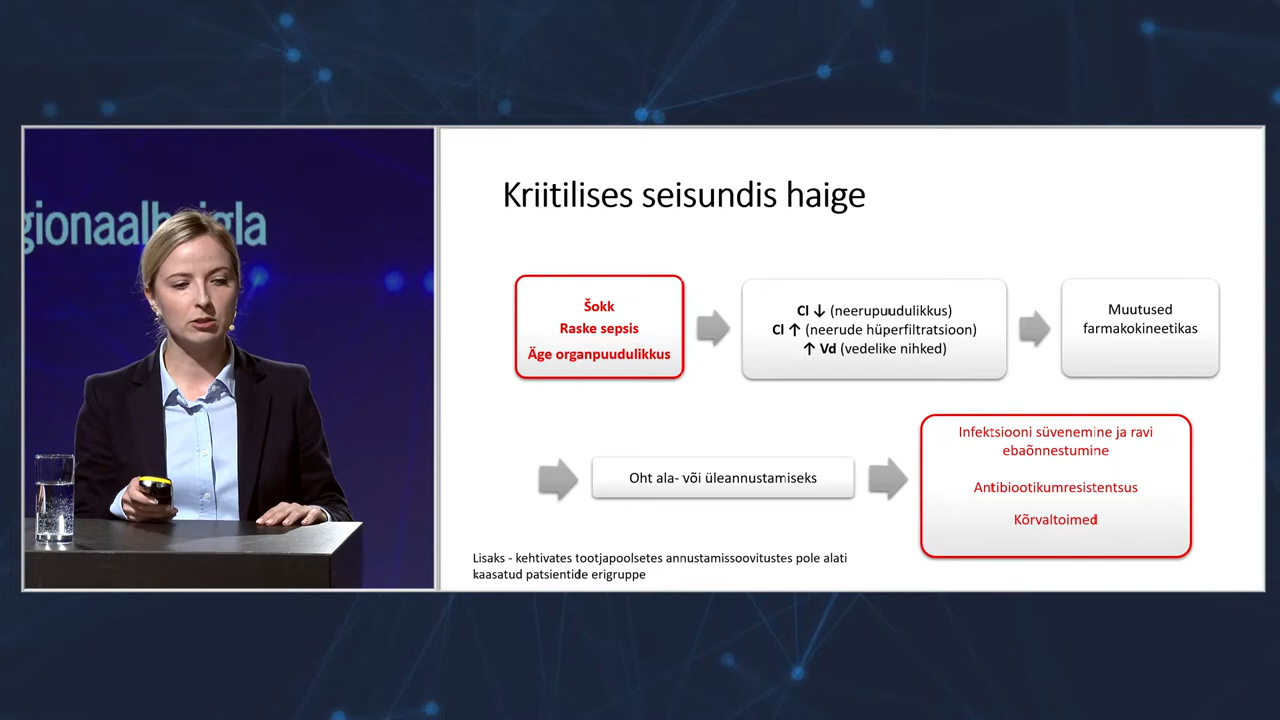 gionaalhaigla
Kriitilises seisundis haige
Šokk
Raske sepsis
Äge organpuudulikkus
Cl ↓ (neerupuudulikkus)
Cl ↑ (neerude hüperfiltratsioon)
↑ Vd (vedelike nihked)
Muutused
farmakokineetikas
Oht ala- või üleannustamiseks
Infektsiooni süvenemine ja ravi
ebaõnnestumine
Antibiootikumresistentsus
Kõrvaltoimed
Lisaks - kehtivates tootjapoolsetes annustamissoovitustes pole alati
kaasatud patsientide erigruppe